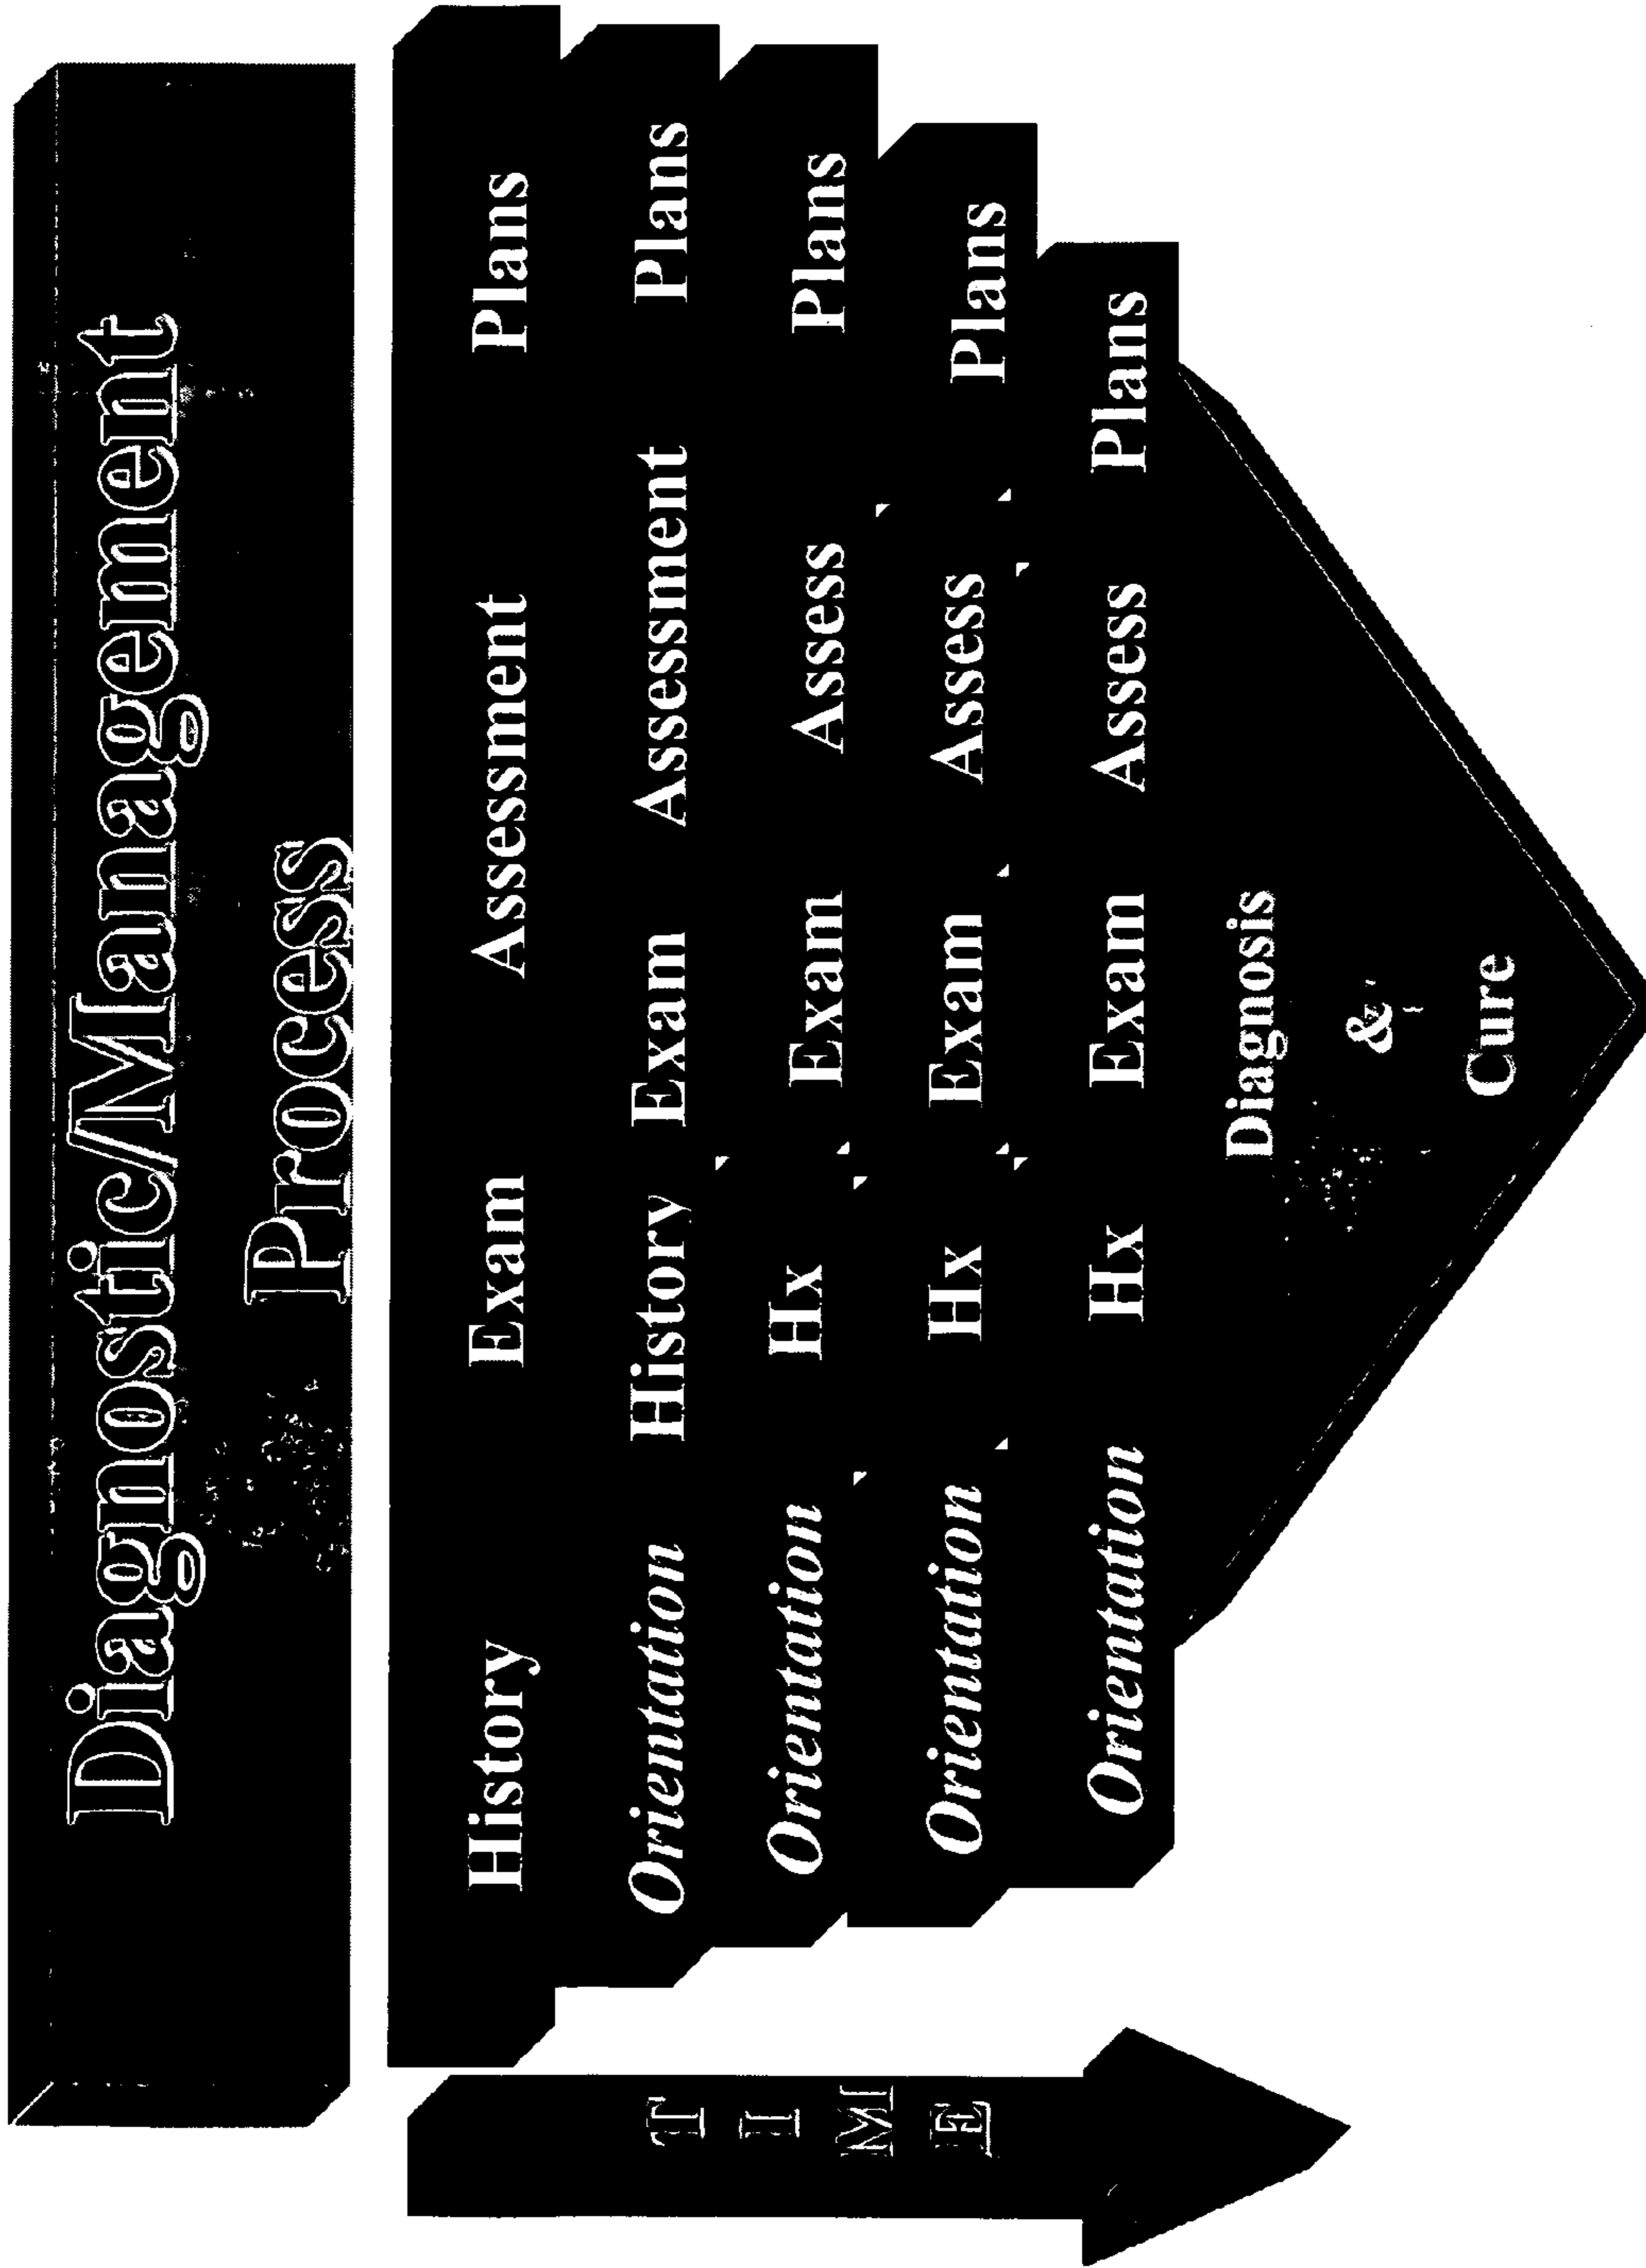 Diagnostic/Management
Process
History Exam Assessment Plans
Orientation History Exam Assessment Plans
Orientation Hx Exam Assess Plans
Orientation Hx Exam Assess Plans
Orientation Hx Exam Assess Plans
Diagnosis
&
Cure
T
I
M
E